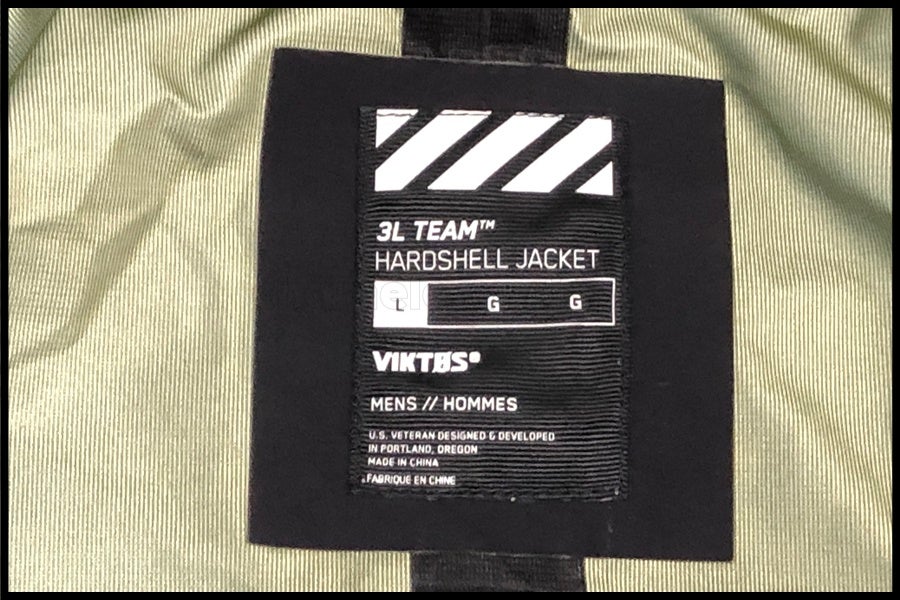 3L TEAM™
HARDSHELL JACKET
L G G
VIKTØS
MENS // HOMMES
U.S. VETERAN DESIGNED & DEVELOPED
IN PORTLAND, OREGON
MADE IN CHINA
FABRIQUE EN CHINE